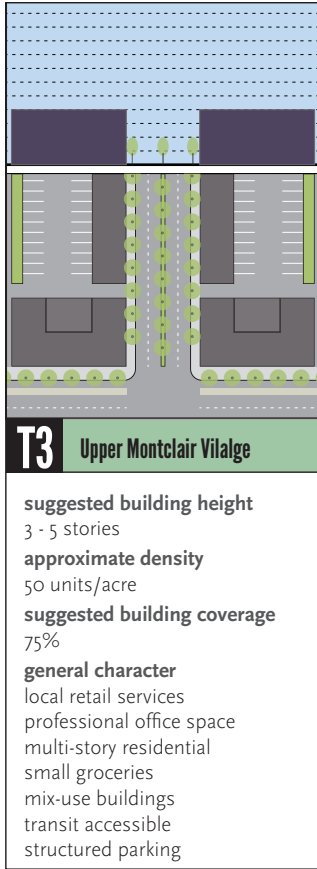 T3 Upper Montclair Vilalge
suggested building height
3 - 5 stories
approximate density
50 units/acre
suggested building coverage
75%
general character
local retail services
professional office space
multi-story residential
small groceries
mix-use buildings
transit accessible
structured parking